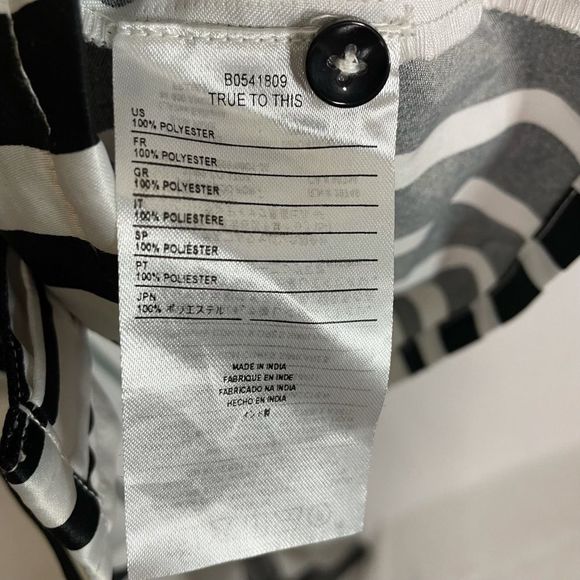 B0541809
TRUE TO THIS
US
100% POLYESTER
FR
100% POLYESTER
GR
100% POLYESTER
IT
100% POLIESTERE
SP
100% POLIÉSTER
PT
100% POLIESTER
JPN
100% ポリエステル
MADE IN INDIA
FABRIQUE EN INDE
FABRICADO NA INDIA
HECHO EN INDIA
インド製